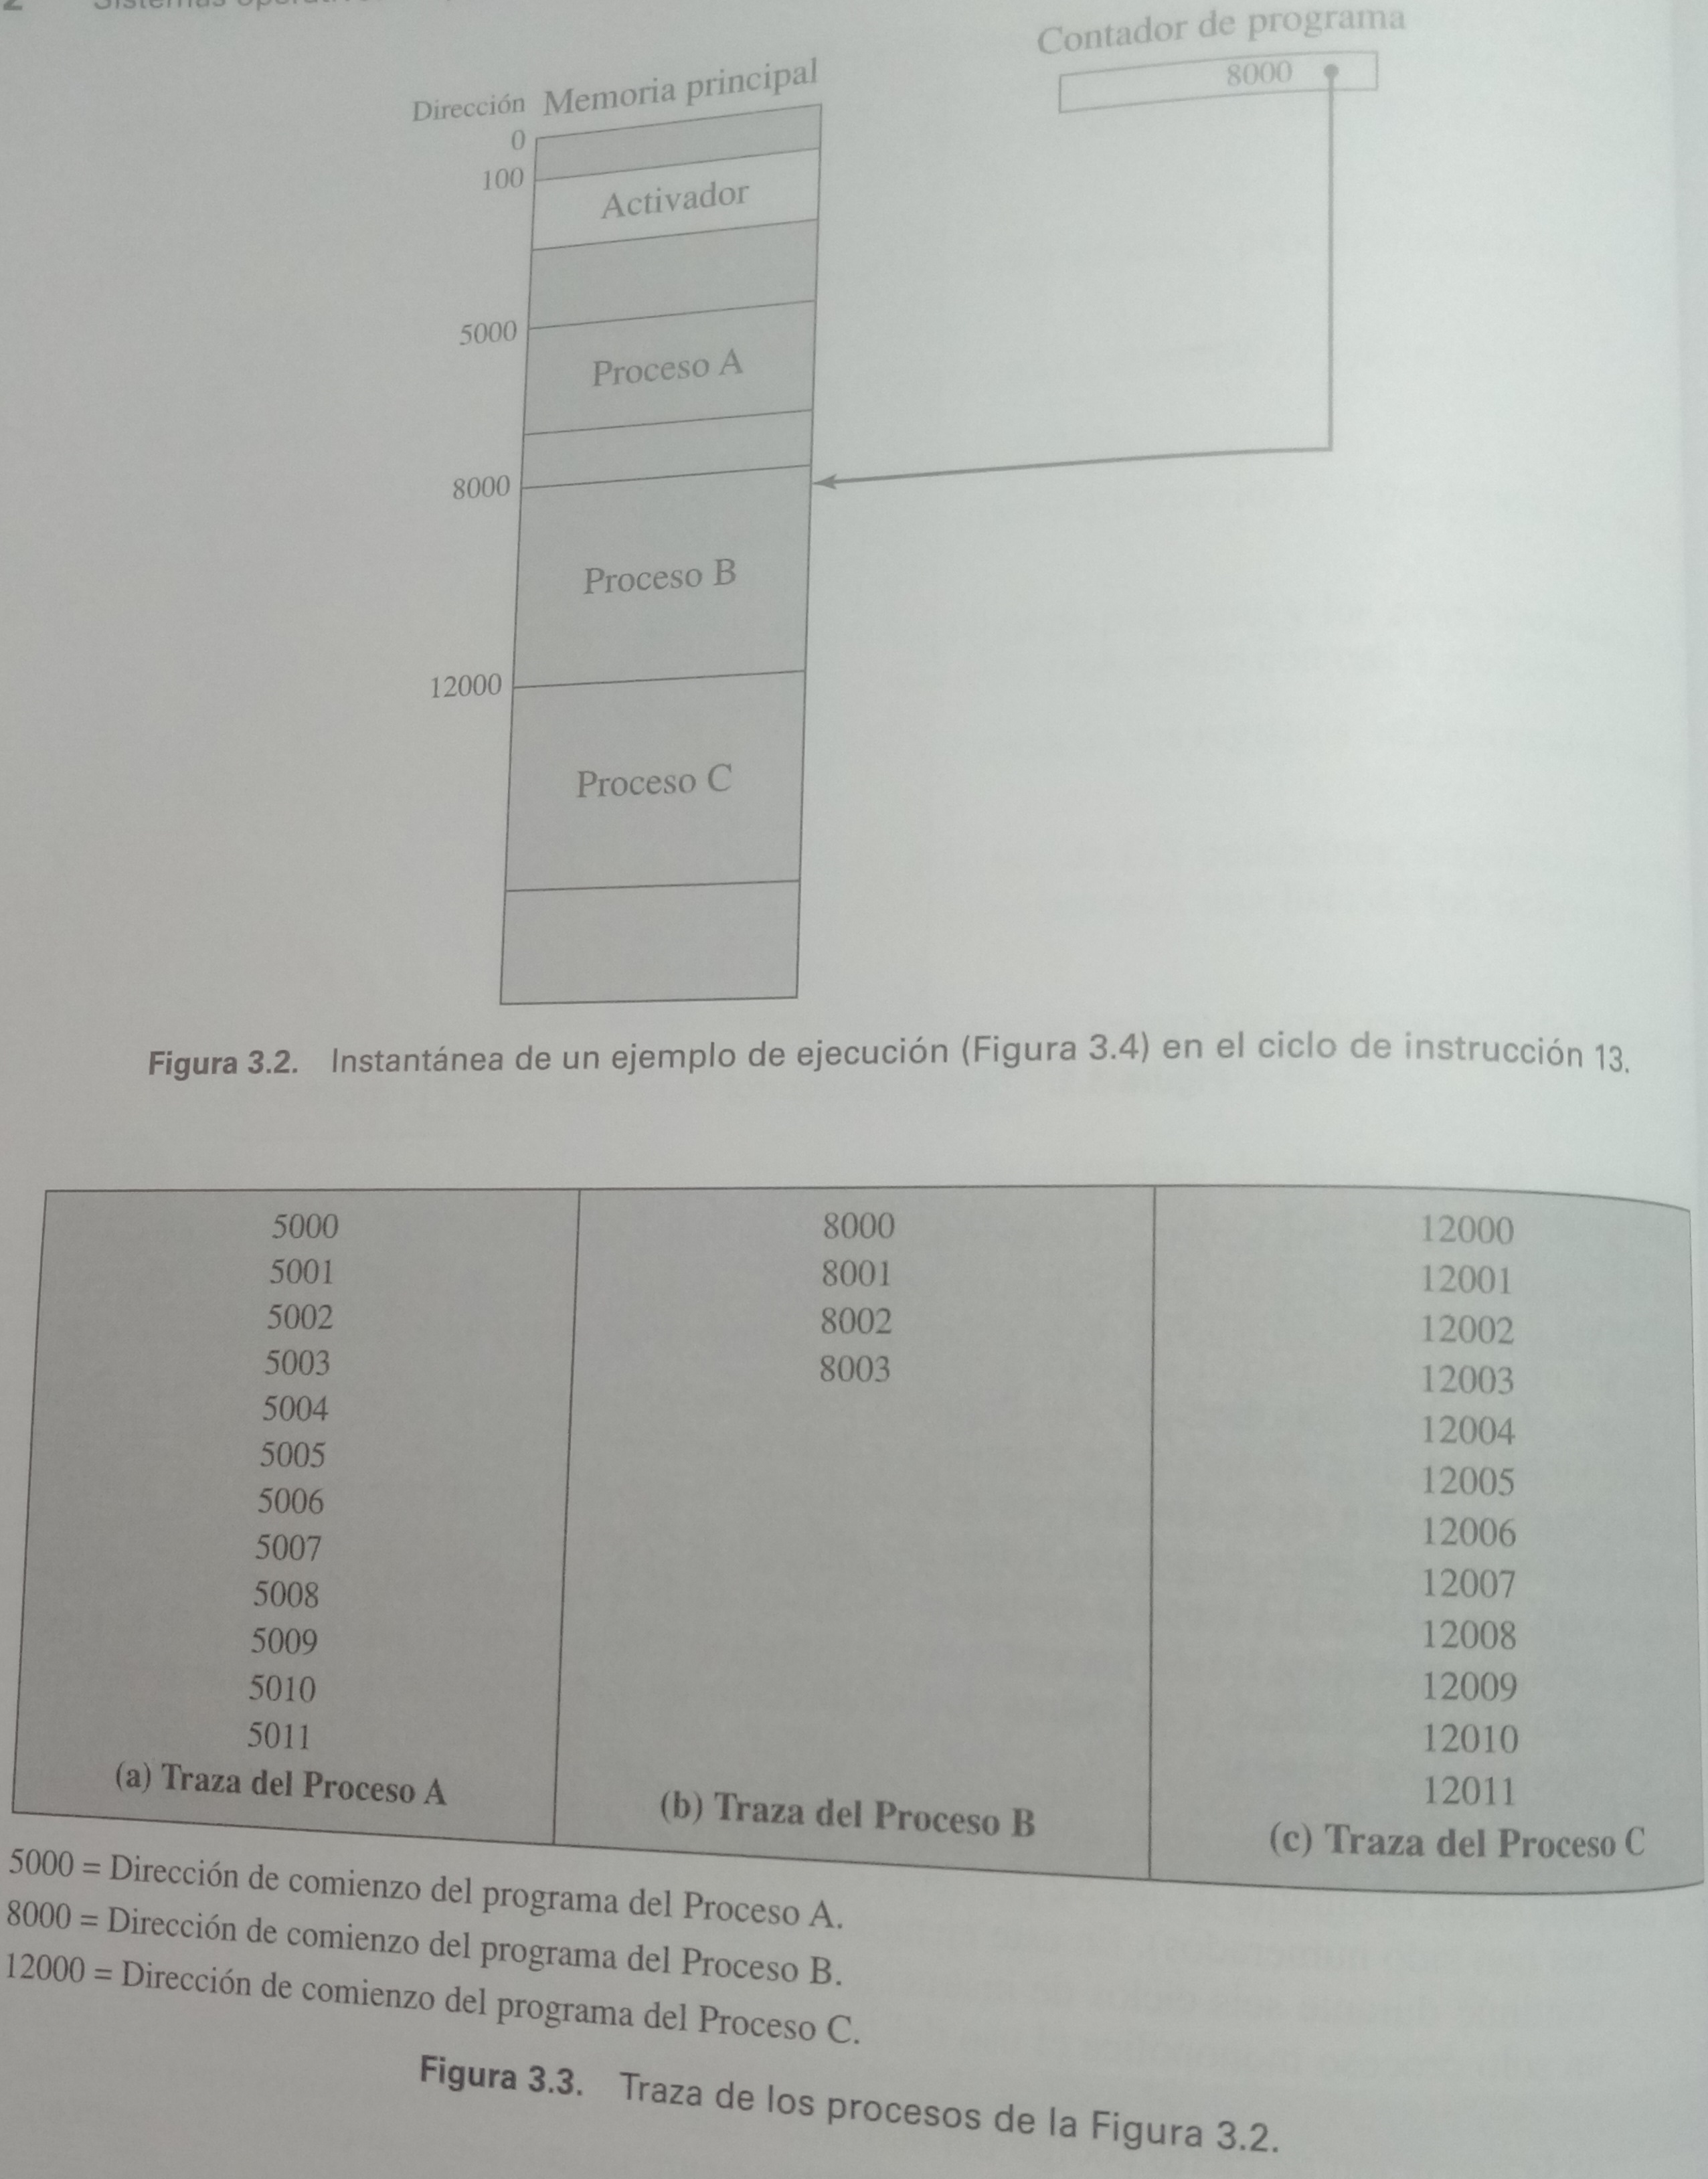 Contador de programa
8000
Dirección Memoria principal
0
100
Activador
5000
Proceso A
8000
Proceso B
12000
Proceso C
Figura 3.2. Instantánea de un ejemplo de ejecución (Figura 3.4) en el ciclo de instrucción 13.
5000 8000 12000
5001 8001 12001
5002 8002 12002
5003 8003 12003
5004 12004
5005 12005
5006 12006
5007 12007
5008 12008
5009 12009
5010 12010
5011 12011
(a) Traza del Proceso A (b) Traza del Proceso B (c) Traza del Proceso C
5000 = Dirección de comienzo del programa del Proceso A.
8000 = Dirección de comienzo del programa del Proceso B.
12000 = Dirección de comienzo del programa del Proceso C.
Figura 3.3. Traza de los procesos de la Figura 3.2.